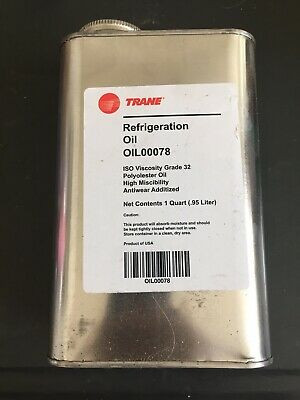 TRANE
Refrigeration
Oil
OIL00078
ISO Viscosity Grade 32
Polyolester Oil
High Miscibility
Antiwear Additized
Net Contents 1 Quart (.95 Liter)
Caution:
This product will absorb moisture and should
be kept tightly closed when not in use.
Store container in a clean, dry area.
Product of USA
OIL00078